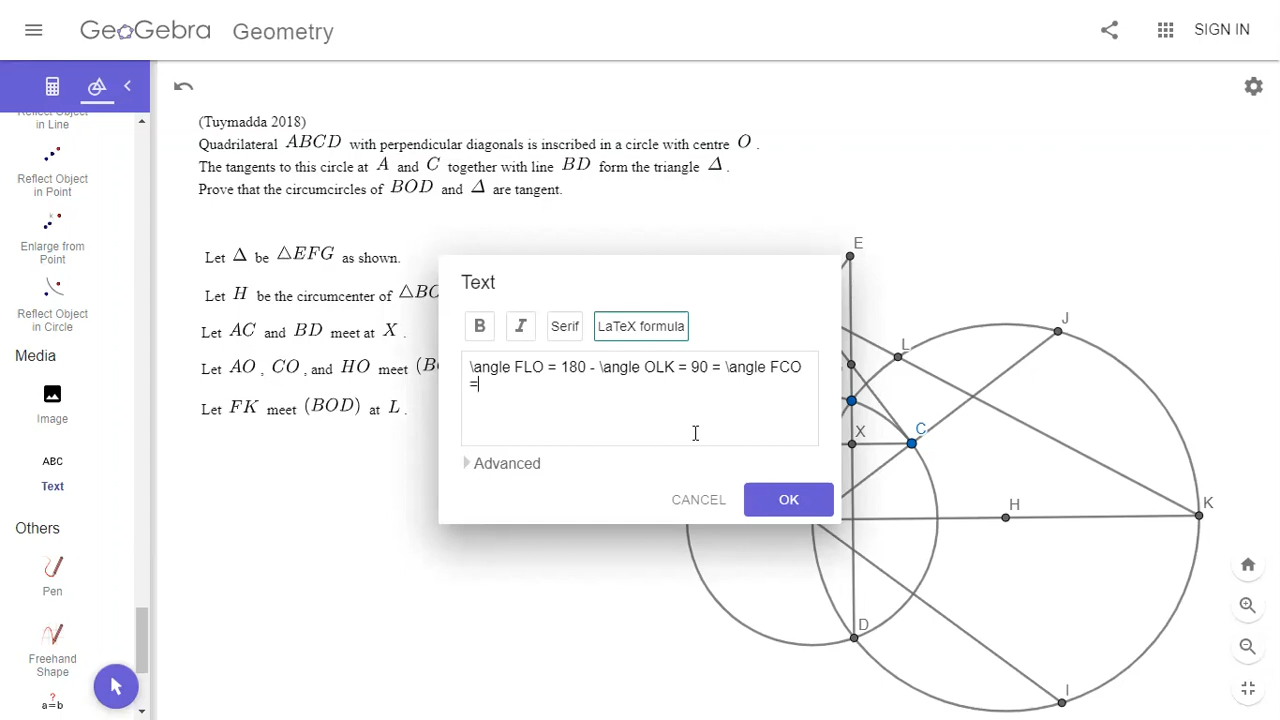 GeoGebra Geometry
SIGN IN
(Tuymadda 2018)
Quadrilateral ABCD with perpendicular diagonals is inscribed in a circle with centre O .
The tangents to this circle at A and C together with line BD form the triangle Δ .
Prove that the circumcircles of BOD and Δ are tangent.
Reflect Object
in Line
Reflect Object
in Point
Enlarge from
Point
Reflect Object
in Circle
Media
Image
ABC
Text
Others
Pen
Freehand
Shape
a=b
Let Δ be △EFG as shown.
Let H be the circumcenter of △BO
Let AC and BD meet at X .
Let AO , CO , and HO meet (BO
Let FK meet (BOD) at L .
Text
B I Serif LaTeX formula
\angle FLO = 180 - \angle OLK = 90 = \angle FCO
=
Advanced
CANCEL OK
E
J
L
C
X
K
H
D
I